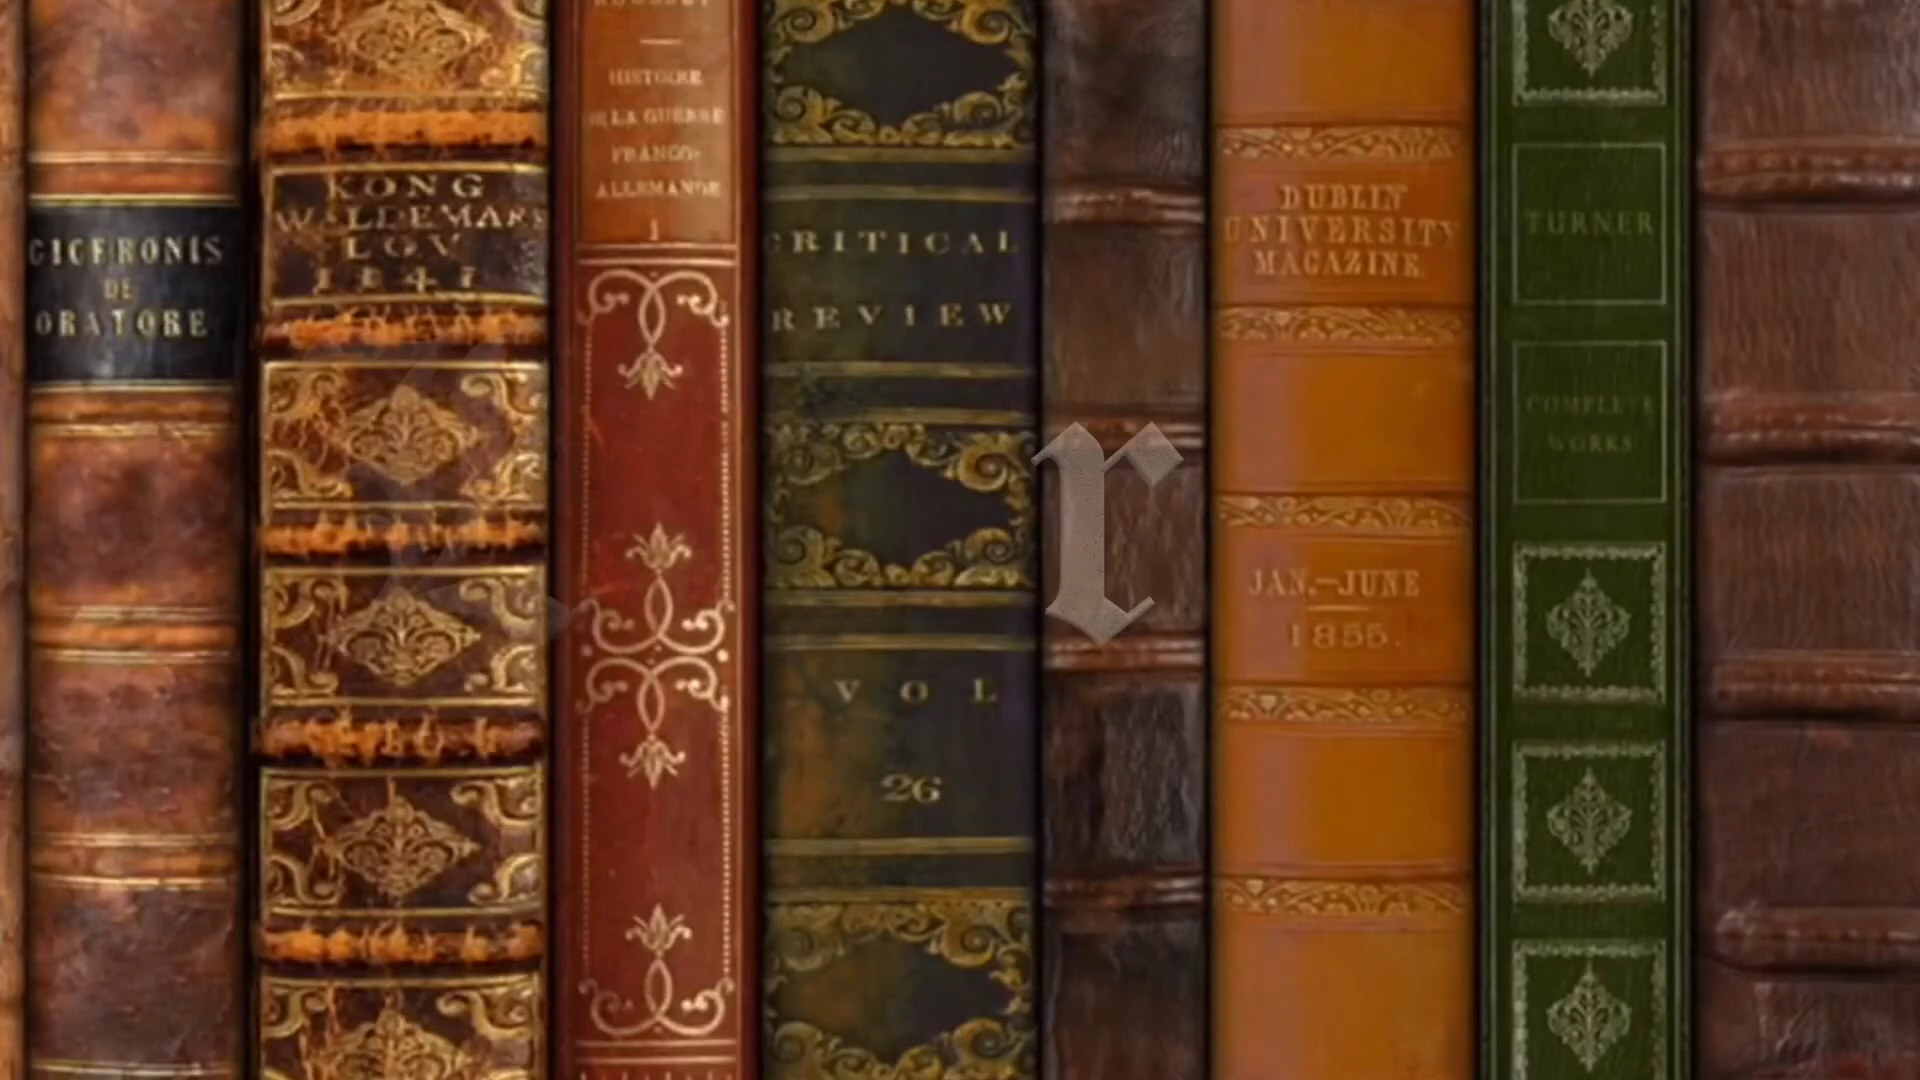 CICERONIS
DE
ORATORE
KONG
WALDEMARS
LOV
1847
HISTOIRE
DE LA GUERRE
FRANCO-
ALLEMANDE
1
CRITICAL
REVIEW
VOL
26
r
DUBLIN
UNIVERSITY
MAGAZINE.
JAN.—JUNE
1855.
TURNER
COMPLETE
WORKS